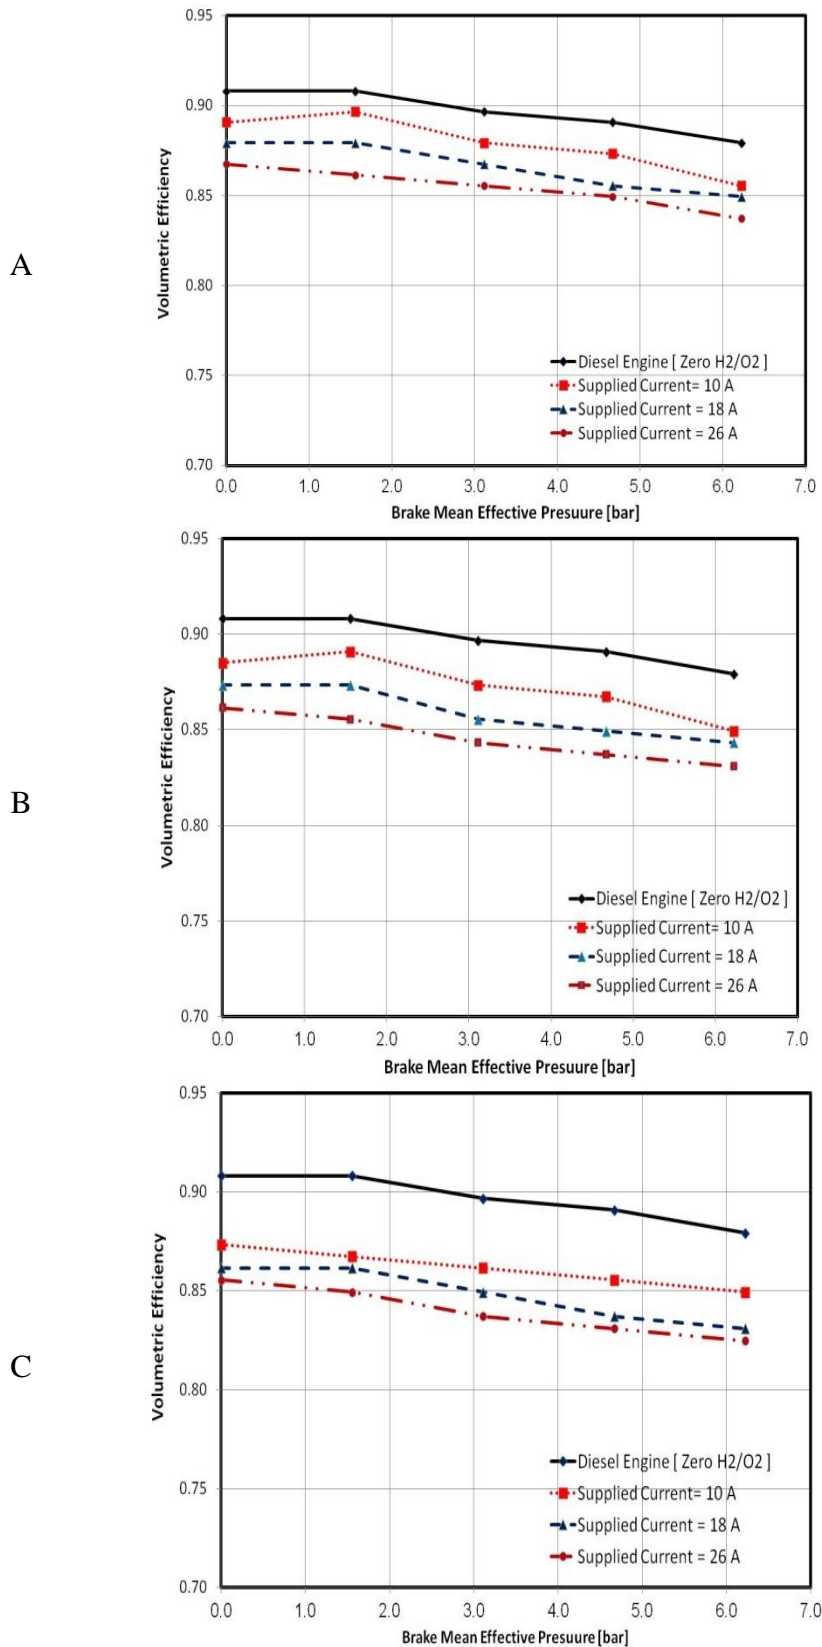 A
Volumetric Efficiency
0.95
0.90
0.85
0.80
0.75
0.70
Diesel Engine [ Zero H2/O2 ]
Supplied Current= 10 A
Supplied Current = 18 A
Supplied Current = 26 A
0.0 1.0 2.0 3.0 4.0 5.0 6.0 7.0
Brake Mean Effective Presuure [bar]
B
Volumetric Efficiency
0.95
0.90
0.85
0.80
0.75
0.70
Diesel Engine [ Zero H2/O2 ]
Supplied Current= 10 A
Supplied Current = 18 A
Supplied Current = 26 A
0.0 1.0 2.0 3.0 4.0 5.0 6.0 7.0
Brake Mean Effective Presuure [bar]
C
Volumetric Efficiency
0.95
0.90
0.85
0.80
0.75
0.70
Diesel Engine [ Zero H2/O2 ]
Supplied Current= 10 A
Supplied Current = 18 A
Supplied Current = 26 A
0.0 1.0 2.0 3.0 4.0 5.0 6.0 7.0
Brake Mean Effective Presuure [bar]